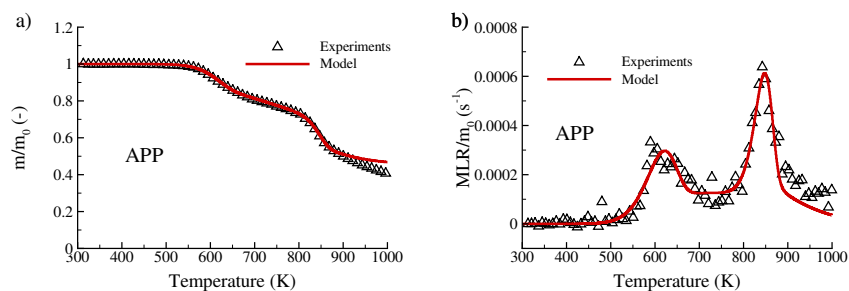 a)
1.2
1
0.8
0.6
0.4
0.2
0
m/m0 (-)
Experiments
Model
APP
300 400 500 600 700 800 900 1000
Temperature (K)
b)
0.0006
0.0004
0.0002
0
MLR/m0 (s-1)
Experiments
Model
APP
300 400 500 600 700 800 900 1000
Temperature (K)